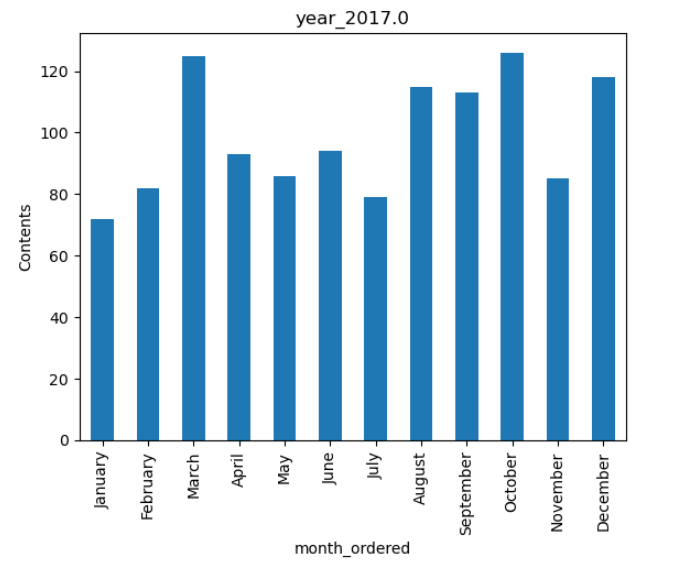 year_2017.0
Contents
120
100
80
60
40
20
0
January
February
March
April
May
June
July
August
September
October
November
December
month_ordered